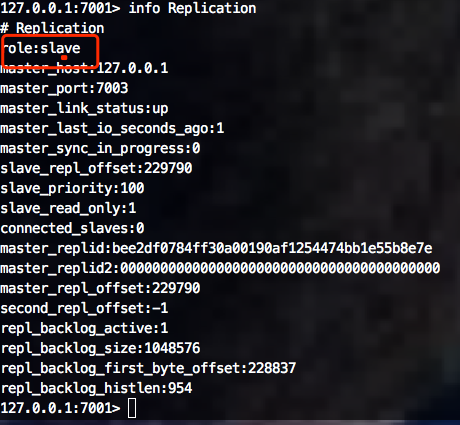 127.0.0.1:7001> info Replication
# Replication
role:slave
master_host:127.0.0.1
master_port:7003
master_link_status:up
master_last_io_seconds_ago:1
master_sync_in_progress:0
slave_repl_offset:229790
slave_priority:100
slave_read_only:1
connected_slaves:0
master_replid:bee2df0784ff30a00190af1254474bb1e55b8e7e
master_replid2:0000000000000000000000000000000000000000
master_repl_offset:229790
second_repl_offset:-1
repl_backlog_active:1
repl_backlog_size:1048576
repl_backlog_first_byte_offset:228837
repl_backlog_histlen:954
127.0.0.1:7001>